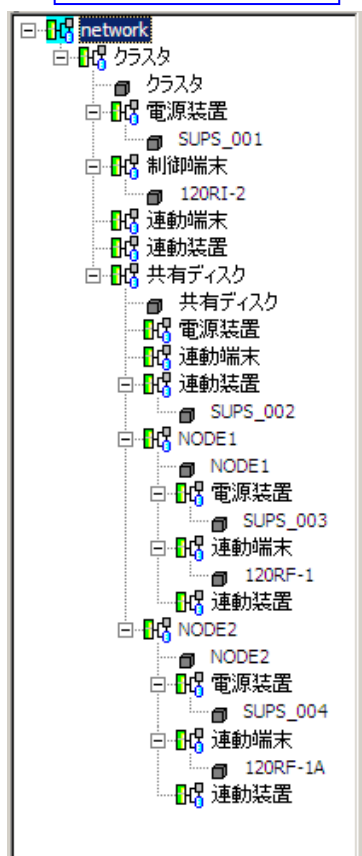 network
クラスタ
クラスタ
電源装置
SUPS_001
制御端末
120RI-2
連動端末
連動装置
共有ディスク
共有ディスク
電源装置
連動端末
連動装置
SUPS_002
NODE1
NODE1
電源装置
SUPS_003
連動端末
120RF-1
連動装置
NODE2
NODE2
電源装置
SUPS_004
連動端末
120RF-1A
連動装置